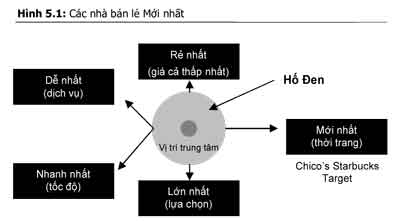 Hình 5.1: Các nhà bán lẻ Mới nhất
Rẻ nhất
(giá cả thấp nhất)
Dễ nhất
(dịch vụ)
Hố Đen
Vị trí trung tâm
Mới nhất
(thời trang)
Chico's Starbucks
Target
Nhanh nhất
(tốc độ)
Lớn nhất
(lựa chọn)